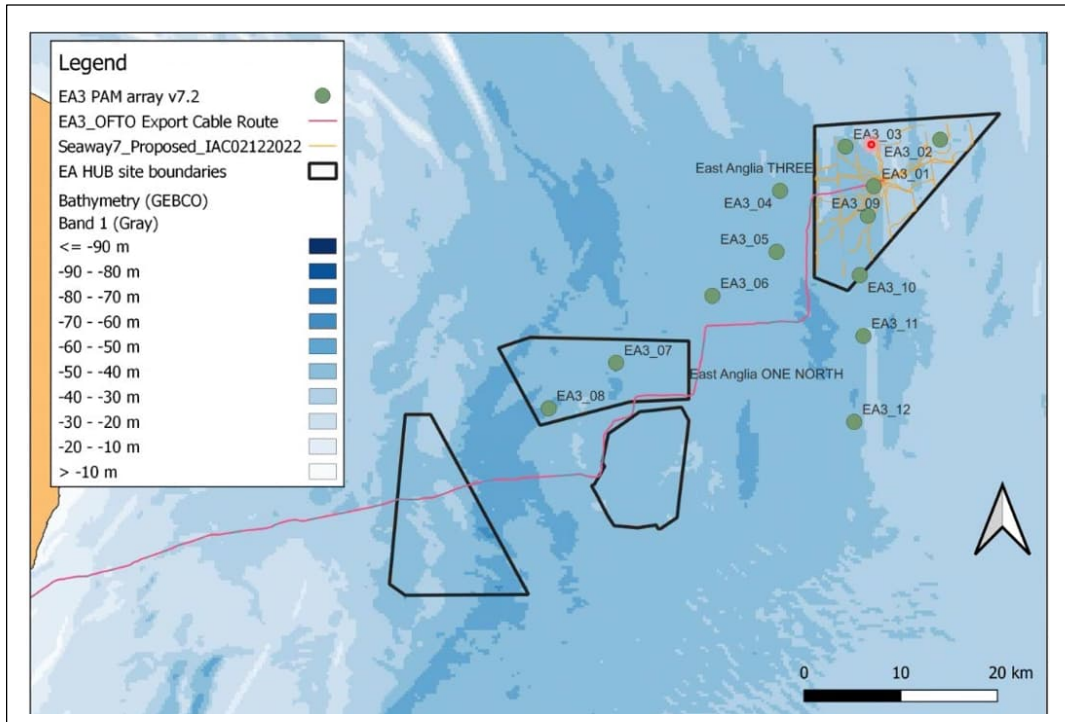 Legend
EA3 PAM array v7.2
EA3_OFTO Export Cable Route
Seaway7_Proposed_IAC02122022
EA HUB site boundaries
Bathymetry (GEBCO)
Band 1 (Gray)
<= -90 m
-90 - -80 m
-80 - -70 m
-70 - -60 m
-60 - -50 m
-50 - -40 m
-40 - -30 m
-30 - -20 m
-20 - -10 m
> -10 m
EA3_03
EA3_02
East Anglia THREE
EA3_01
EA3_04
EA3_09
EA3_05
EA3_10
EA3_06
EA3_11
EA3_07
East Anglia ONE NORTH
EA3_08
EA3_12
0 10 20 km